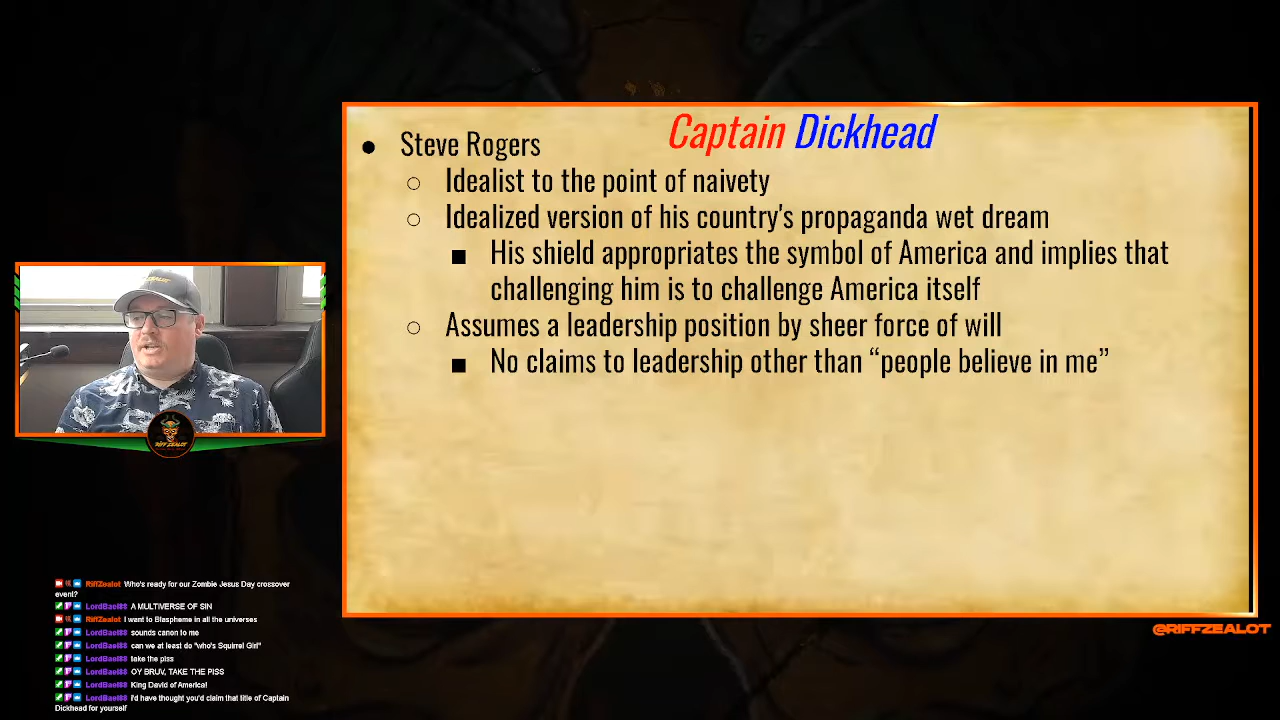 Captain Dickhead
● Steve Rogers
○ Idealist to the point of naivety
○ Idealized version of his country's propaganda wet dream
■ His shield appropriates the symbol of America and implies that
challenging him is to challenge America itself
○ Assumes a leadership position by sheer force of will
■ No claims to leadership other than “people believe in me”
RIFF ZEALOT
RiffZealot Who's ready for our Zombie Jesus Day crossover
event?
LordBael88 A MULTIVERSE OF SIN
RiffZealot I want to Blaspheme in all the universes
LordBael88 sounds canon to me
LordBael88 can we at least do "who's Squirrel Girl"
LordBael88 take the piss
LordBael88 OY BRUV, TAKE THE PISS
LordBael88 King David of America!
LordBael88 I'd have thought you'd claim that title of Captain
Dickhead for yourself
@RIFFZEALOT